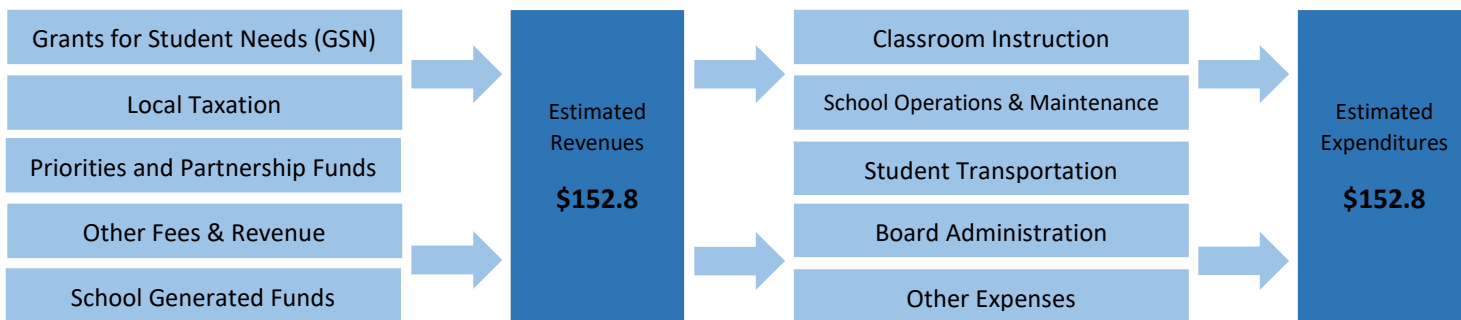 Grants for Student Needs (GSN)
Local Taxation
Priorities and Partnership Funds
Other Fees & Revenue
School Generated Funds
Estimated
Revenues
$152.8
Classroom Instruction
School Operations & Maintenance
Student Transportation
Board Administration
Other Expenses
Estimated
Expenditures
$152.8